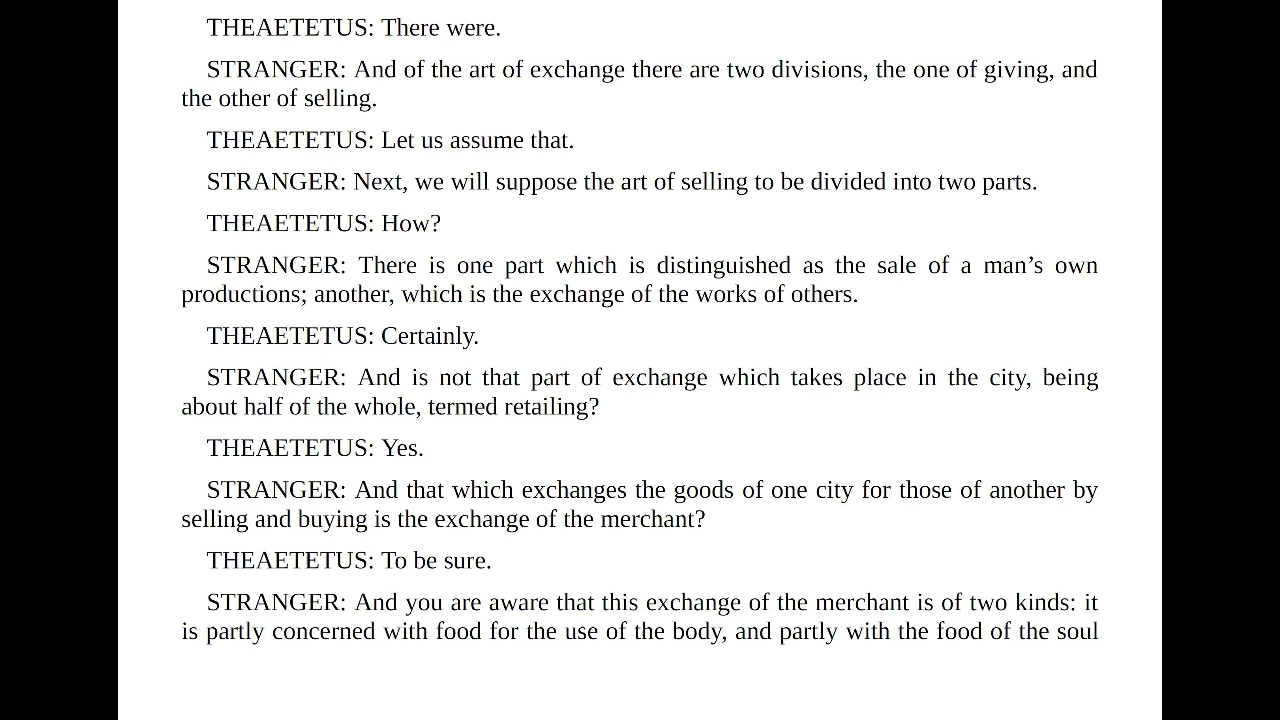 THEAETETUS: There were.
STRANGER: And of the art of exchange there are two divisions, the one of giving, and
the other of selling.
THEAETETUS: Let us assume that.
STRANGER: Next, we will suppose the art of selling to be divided into two parts.
THEAETETUS: How?
STRANGER: There is one part which is distinguished as the sale of a man’s own
productions; another, which is the exchange of the works of others.
THEAETETUS: Certainly.
STRANGER: And is not that part of exchange which takes place in the city, being
about half of the whole, termed retailing?
THEAETETUS: Yes.
STRANGER: And that which exchanges the goods of one city for those of another by
selling and buying is the exchange of the merchant?
THEAETETUS: To be sure.
STRANGER: And you are aware that this exchange of the merchant is of two kinds: it
is partly concerned with food for the use of the body, and partly with the food of the soul